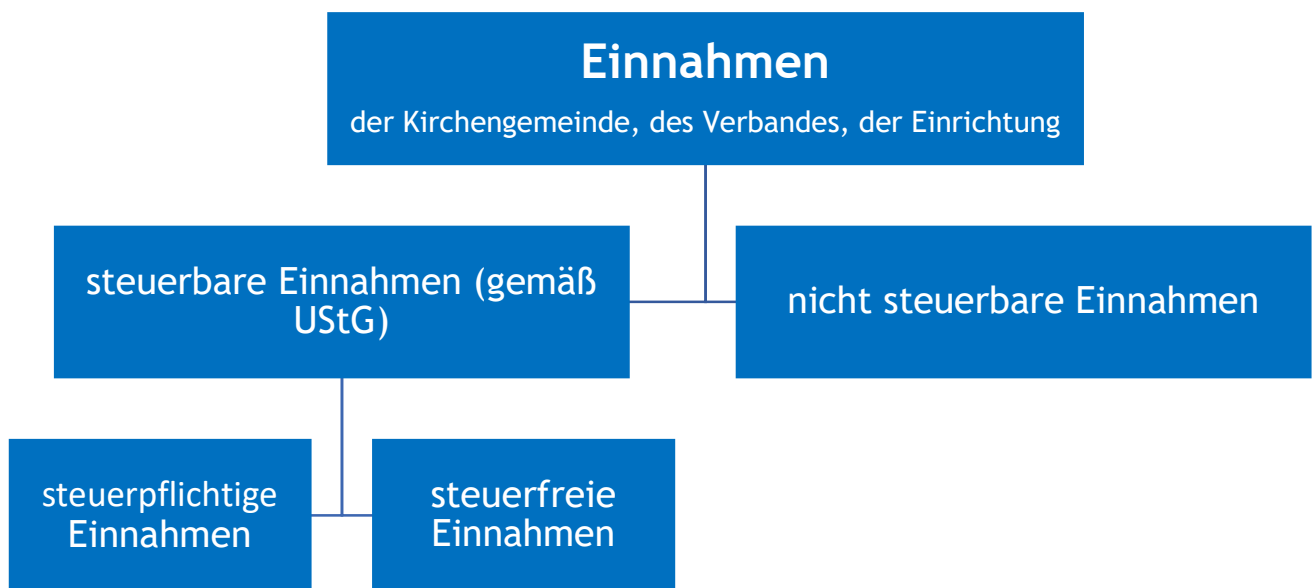 Einnahmen
der Kirchengemeinde, des Verbandes, der Einrichtung
steuerbare Einnahmen (gemäß
UStG)
nicht steuerbare Einnahmen
steuerpflichtige
Einnahmen
steuerfreie
Einnahmen